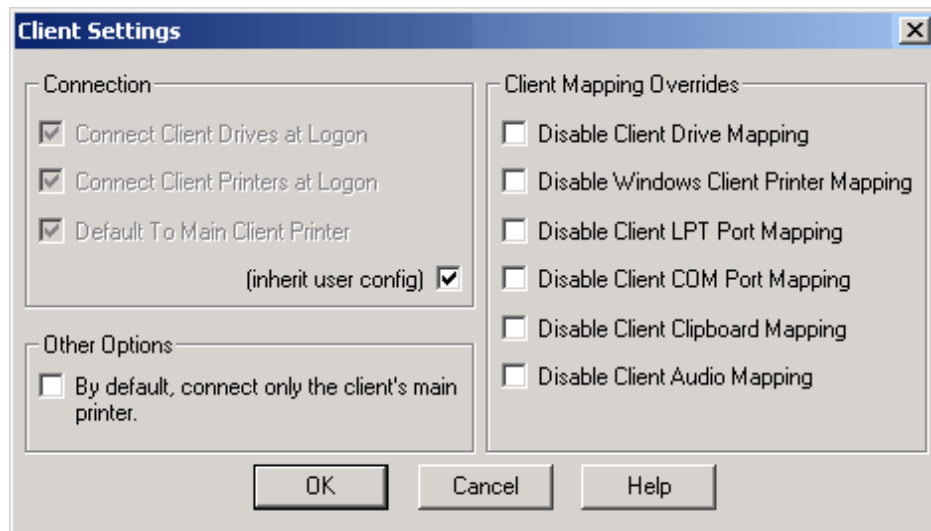 Client Settings
Connection
Connect Client Drives at Logon
Connect Client Printers at Logon
Default To Main Client Printer
(inherit user config)
Other Options
By default, connect only the client's main
printer.
Client Mapping Overrides
Disable Client Drive Mapping
Disable Windows Client Printer Mapping
Disable Client LPT Port Mapping
Disable Client COM Port Mapping
Disable Client Clipboard Mapping
Disable Client Audio Mapping
OK
Cancel
Help